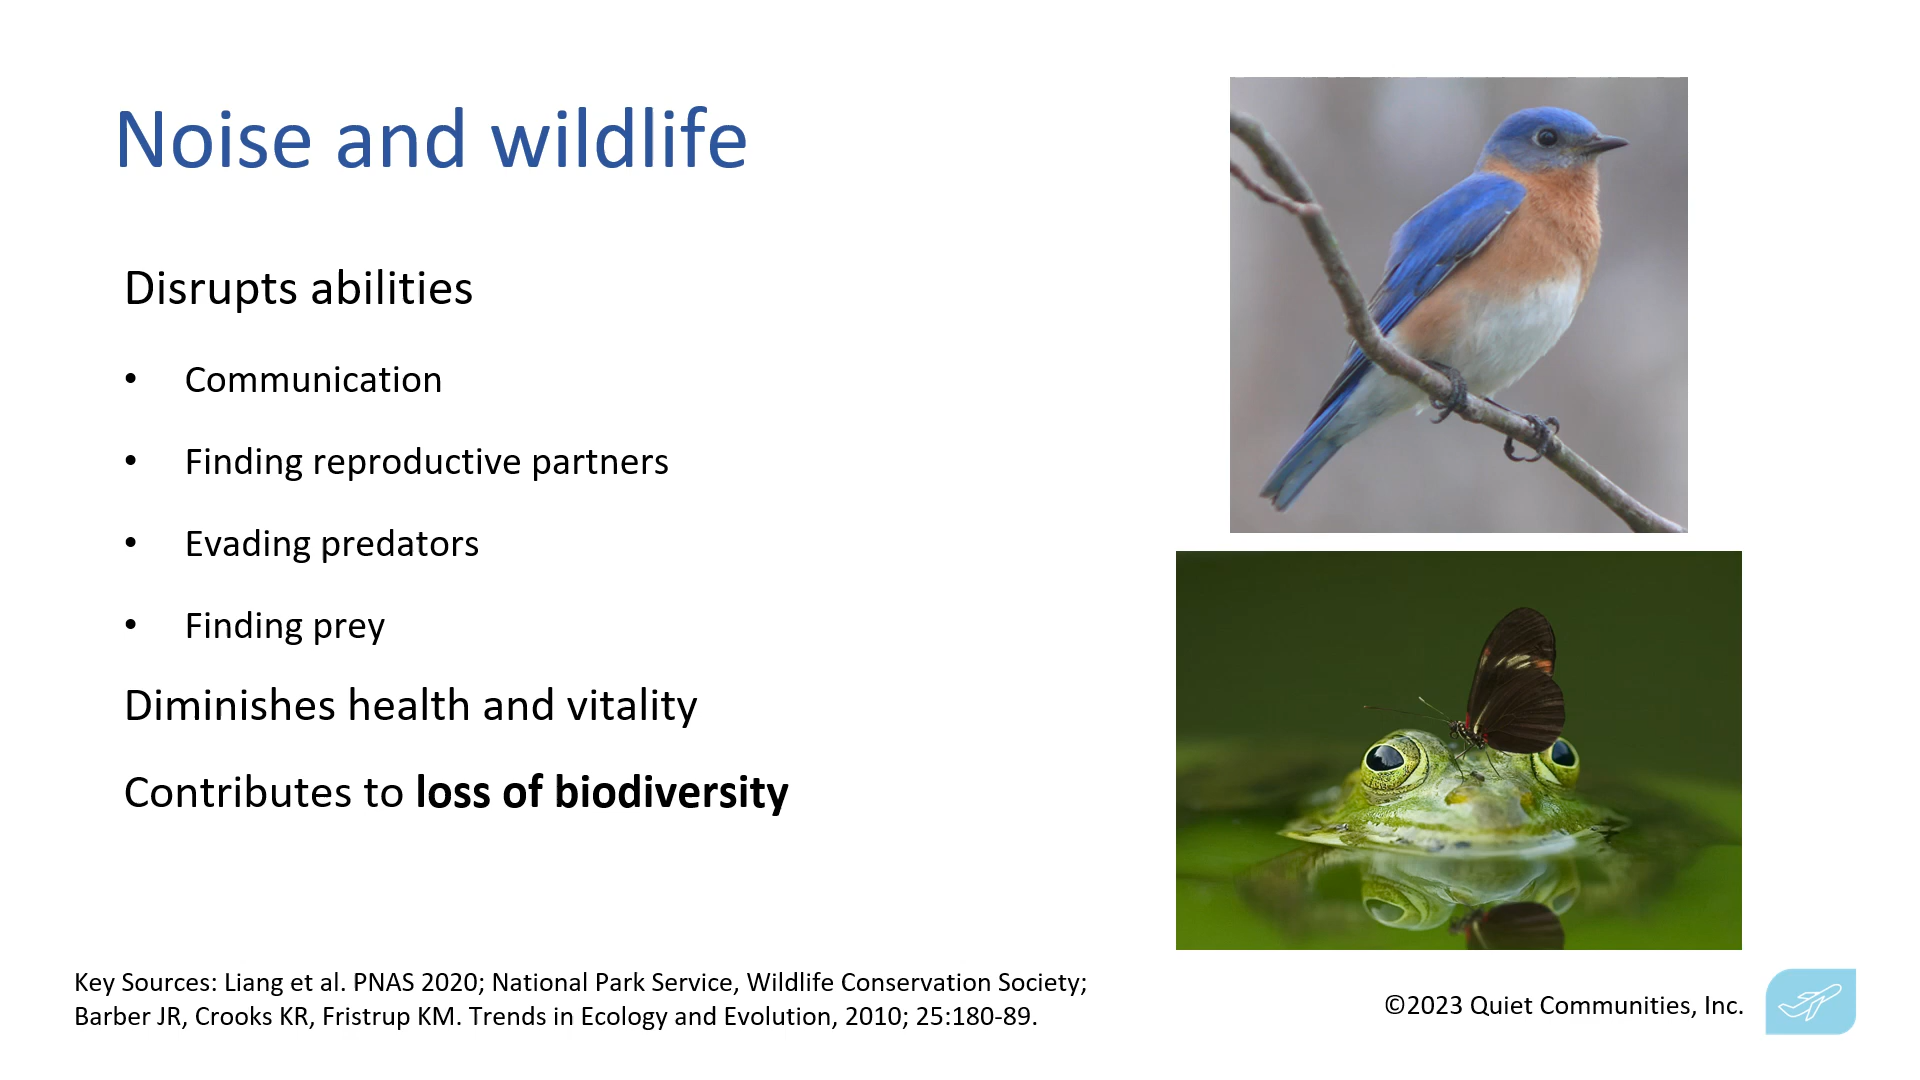 Noise and wildlife
Disrupts abilities
• Communication
• Finding reproductive partners
• Evading predators
• Finding prey
Diminishes health and vitality
Contributes to loss of biodiversity
Key Sources: Liang et al. PNAS 2020; National Park Service, Wildlife Conservation Society;
Barber JR, Crooks KR, Fristrup KM. Trends in Ecology and Evolution, 2010; 25:180-89.
©2023 Quiet Communities, Inc.